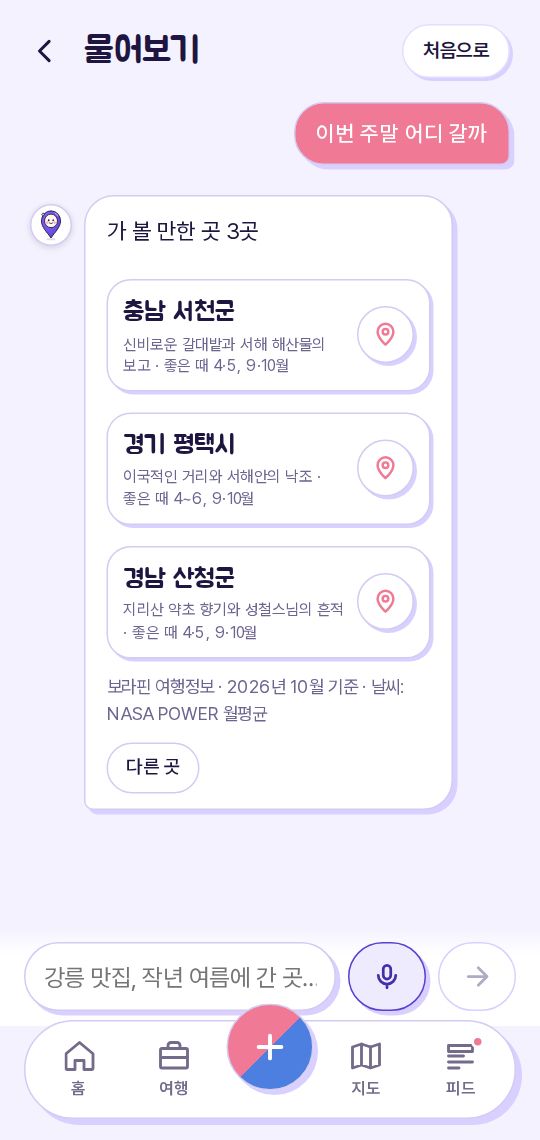 물어보기
처음으로
이번 주말 어디 갈까
가 볼 만한 곳 3곳
충남 서천군
신비로운 갈대밭과 서해 해산물의
보고 · 좋은 때 4·5, 9·10월
경기 평택시
이국적인 거리와 서해안의 낙조 ·
좋은 때 4~6, 9·10월
경남 산청군
지리산 약초 향기와 성철스님의 흔적
· 좋은 때 4·5, 9·10월
보라핀 여행정보 · 2026년 10월 기준 · 날씨:
NASA POWER 월평균
다른 곳
강릉 맛집, 작년 여름에 간 곳...
홈
여행
지도
피드